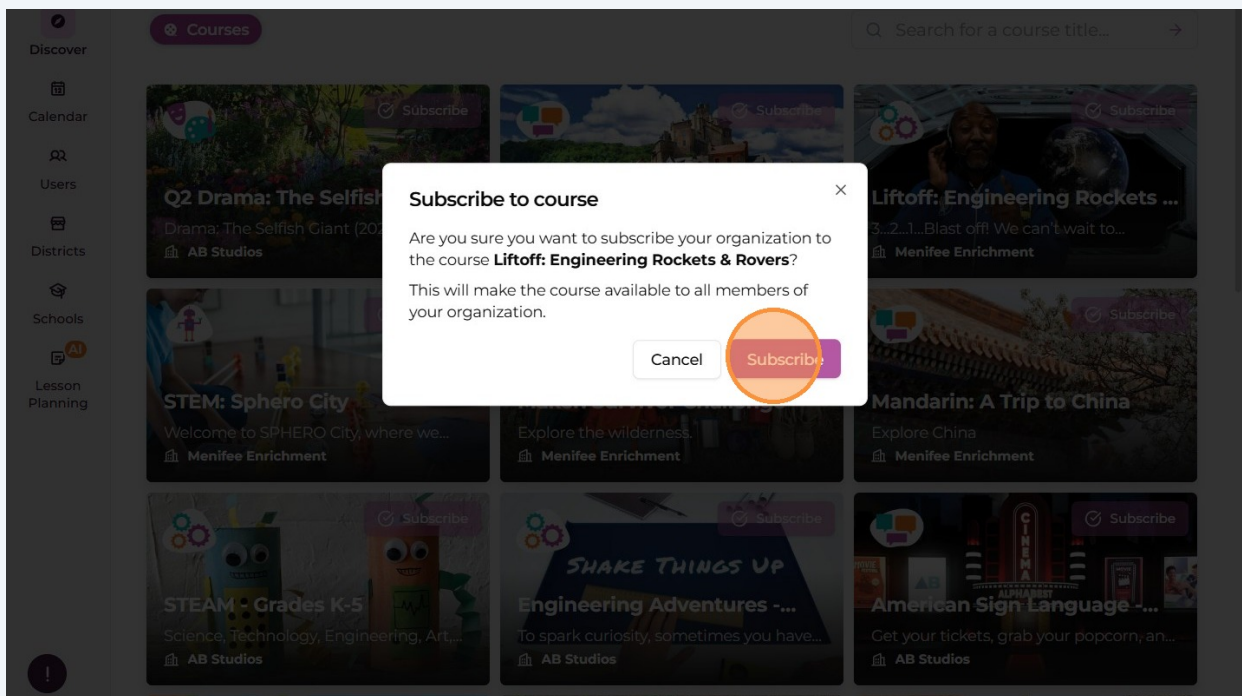 Discover
Courses
Search for a course title...
12
Calendar
Users
Districts
Schools
AI
Lesson
Planning
Subscribe
Q2 Drama: The Selfish
Drama: The Selfish Giant (202
AB Studios
Subscribe
Subscribe
Liftoff: Engineering Rockets ...
3...2...1...Blast off! We can't wait to...
Menifee Enrichment
Subscribe to course
Are you sure you want to subscribe your organization to
the course Liftoff: Engineering Rockets & Rovers?
This will make the course available to all members of
your organization.
Cancel
Subscribe
STEM: Sphero City
Welcome to SPHERO City, where we...
Menifee Enrichment
Explore the wilderness.
Menifee Enrichment
Subscribe
Mandarin: A Trip to China
Explore China
Menifee Enrichment
Subscribe
STEAM - Grades K-5
Science, Technology, Engineering, Art,...
AB Studios
Subscribe
SHAKE THINGS UP
Engineering Adventures -...
To spark curiosity, sometimes you have...
AB Studios
Subscribe
CINEMA
AB
ALPHABEST
American Sign Language -...
Get your tickets, grab your popcorn, an...
AB Studios
!